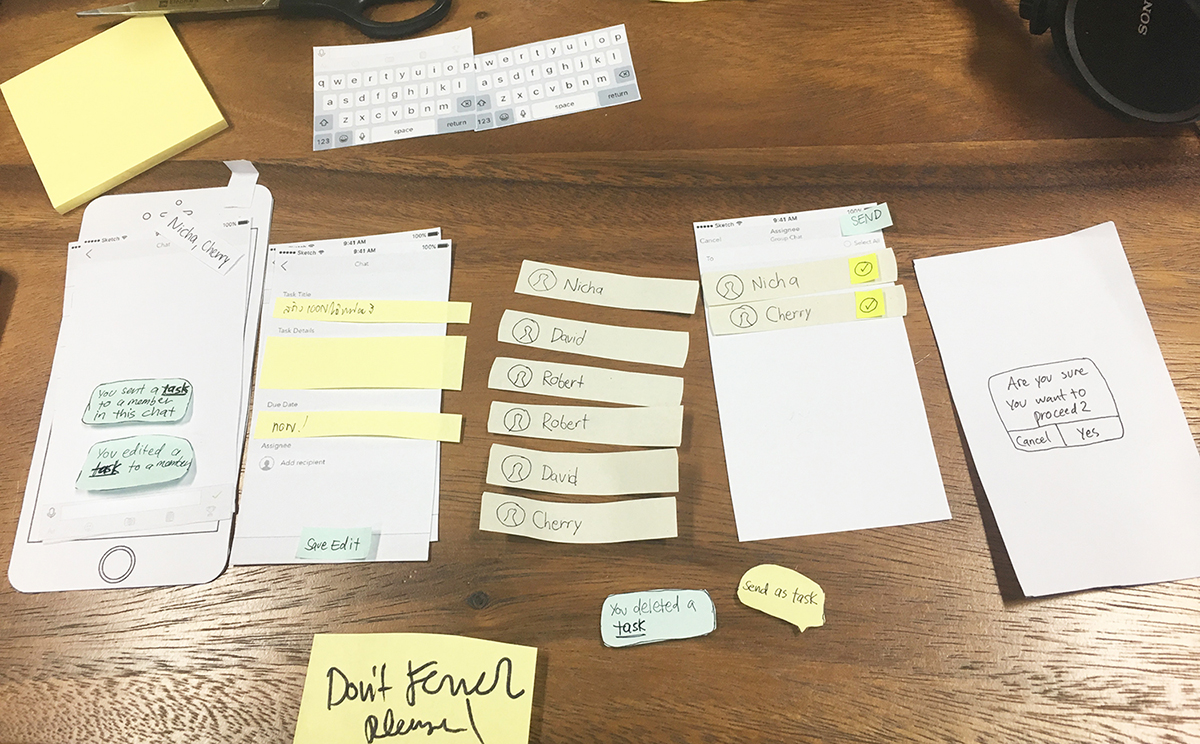 q w e r t y u i o p
a s d f g h j k l
z x c v b n m
123 space return
w e r t y u i o p
a s d f g h j k l
z x c v b n m
123 space return
SONY
Nicha, Cherry
Chat
You sent a task
to a member
in this chat
You edited a
task to a member
100%
Sketch 9:41 AM 100%
Chat
Task Title
Task Details
Due Date
now!
Assignee
Add recipient
Save Edit
Nicha
David
Robert
Robert
David
Cherry
Sketch 9:41 AM 100%
SEND
Cancel Assignee
Group Chat Select All
To
Nicha
Cherry
Are you sure
you want to
proceed?
Cancel Yes
You deleted a
task
Send as task
Don't
please!